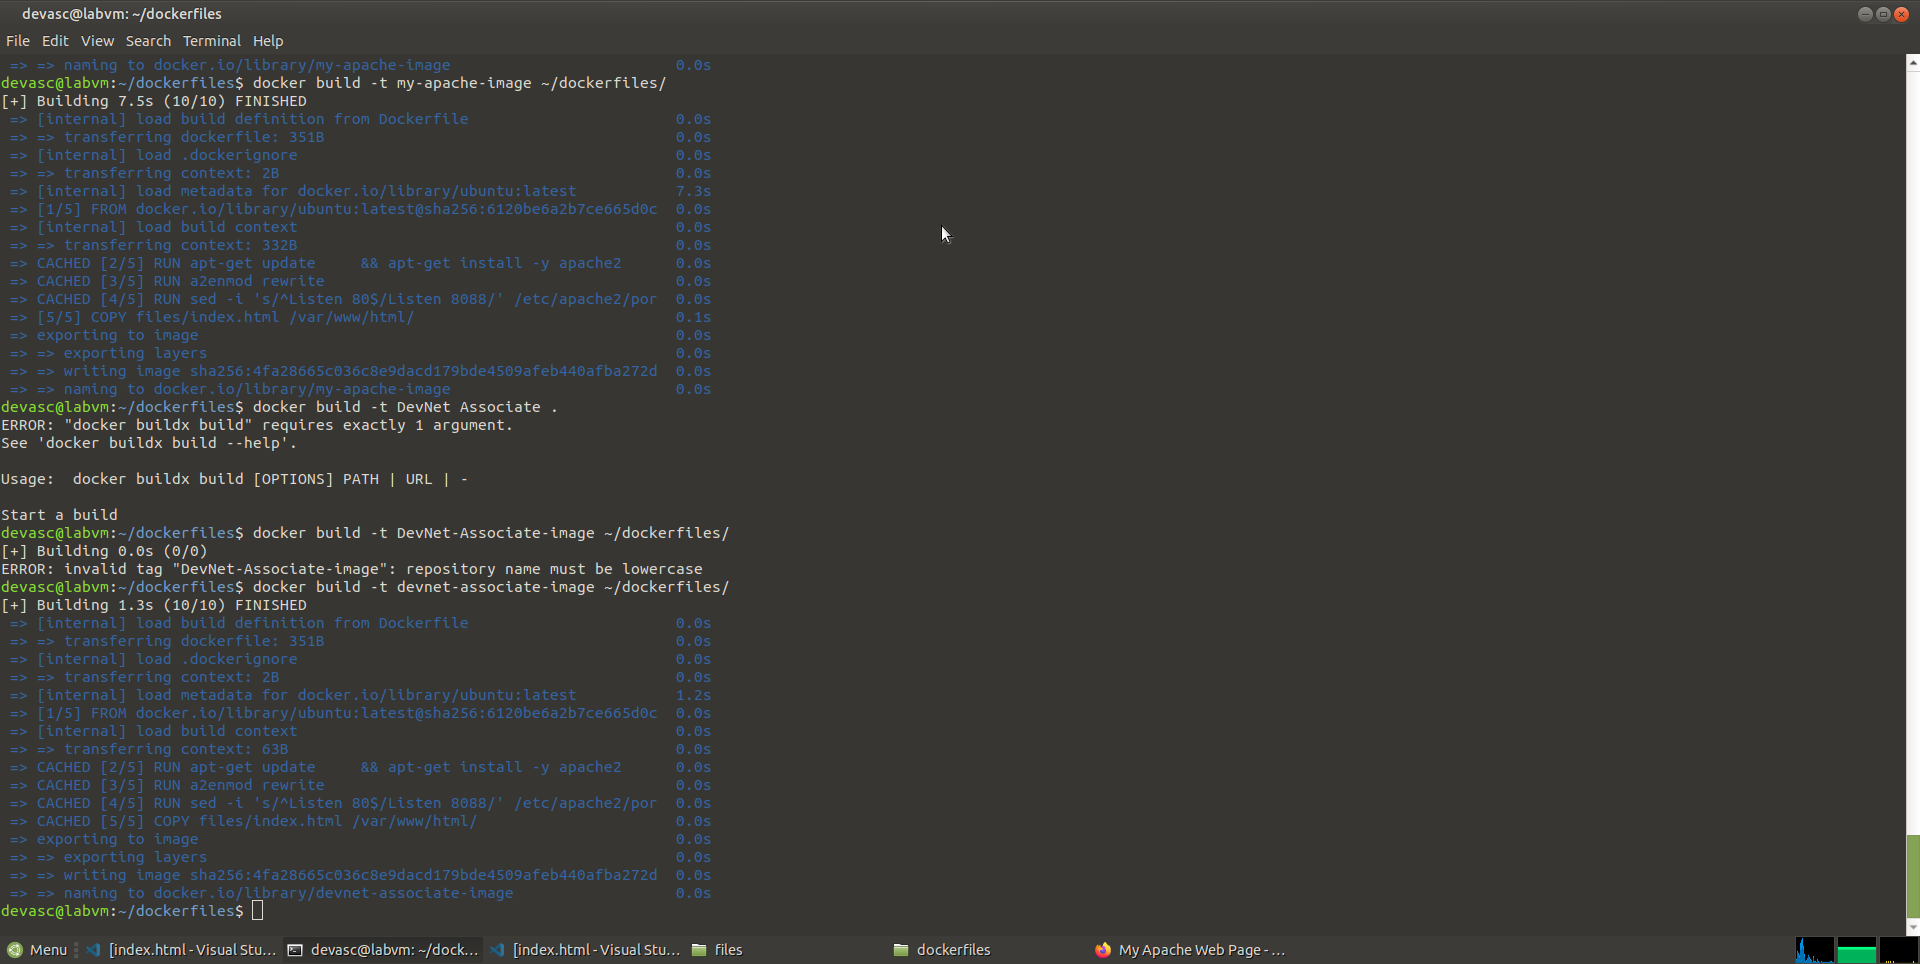 devasc@labvm: ~/dockerfiles
File Edit View Search Terminal Help
=> => naming to docker.io/library/my-apache-image 0.0s
devasc@labvm:~/dockerfiles$ docker build -t my-apache-image ~/dockerfiles/
[+] Building 7.5s (10/10) FINISHED
=> [internal] load build definition from Dockerfile 0.0s
=> => transferring dockerfile: 351B 0.0s
=> [internal] load .dockerignore 0.0s
=> => transferring context: 2B 0.0s
=> [internal] load metadata for docker.io/library/ubuntu:latest 7.3s
=> [1/5] FROM docker.io/library/ubuntu:latest@sha256:6120be6a2b7ce665d0c 0.0s
=> [internal] load build context 0.0s
=> => transferring context: 332B 0.0s
=> CACHED [2/5] RUN apt-get update     && apt-get install -y apache2 0.0s
=> CACHED [3/5] RUN a2enmod rewrite 0.0s
=> CACHED [4/5] RUN sed -i 's/^Listen 80$/Listen 8088/' /etc/apache2/por 0.0s
=> [5/5] COPY files/index.html /var/www/html/ 0.1s
=> exporting to image 0.0s
=> => exporting layers 0.0s
=> => writing image sha256:4fa28665c036c8e9dacd179bde4509afeb440afba272d 0.0s
=> => naming to docker.io/library/my-apache-image 0.0s
devasc@labvm:~/dockerfiles$ docker build -t DevNet Associate .
ERROR: "docker buildx build" requires exactly 1 argument.
See 'docker buildx build --help'.
Usage:  docker buildx build [OPTIONS] PATH | URL | -
Start a build
devasc@labvm:~/dockerfiles$ docker build -t DevNet-Associate-image ~/dockerfiles/
[+] Building 0.0s (0/0)
ERROR: invalid tag "DevNet-Associate-image": repository name must be lowercase
devasc@labvm:~/dockerfiles$ docker build -t devnet-associate-image ~/dockerfiles/
[+] Building 1.3s (10/10) FINISHED
=> [internal] load build definition from Dockerfile 0.0s
=> => transferring dockerfile: 351B 0.0s
=> [internal] load .dockerignore 0.0s
=> => transferring context: 2B 0.0s
=> [internal] load metadata for docker.io/library/ubuntu:latest 1.2s
=> [1/5] FROM docker.io/library/ubuntu:latest@sha256:6120be6a2b7ce665d0c 0.0s
=> [internal] load build context 0.0s
=> => transferring context: 63B 0.0s
=> CACHED [2/5] RUN apt-get update     && apt-get install -y apache2 0.0s
=> CACHED [3/5] RUN a2enmod rewrite 0.0s
=> CACHED [4/5] RUN sed -i 's/^Listen 80$/Listen 8088/' /etc/apache2/por 0.0s
=> CACHED [5/5] COPY files/index.html /var/www/html/ 0.0s
=> exporting to image 0.0s
=> => exporting layers 0.0s
=> => writing image sha256:4fa28665c036c8e9dacd179bde4509afeb440afba272d 0.0s
=> => naming to docker.io/library/devnet-associate-image 0.0s
devasc@labvm:~/dockerfiles$
Menu [index.html - Visual Stu... devasc@labvm: ~/dock... [index.html - Visual Stu... files dockerfiles My Apache Web Page - ...